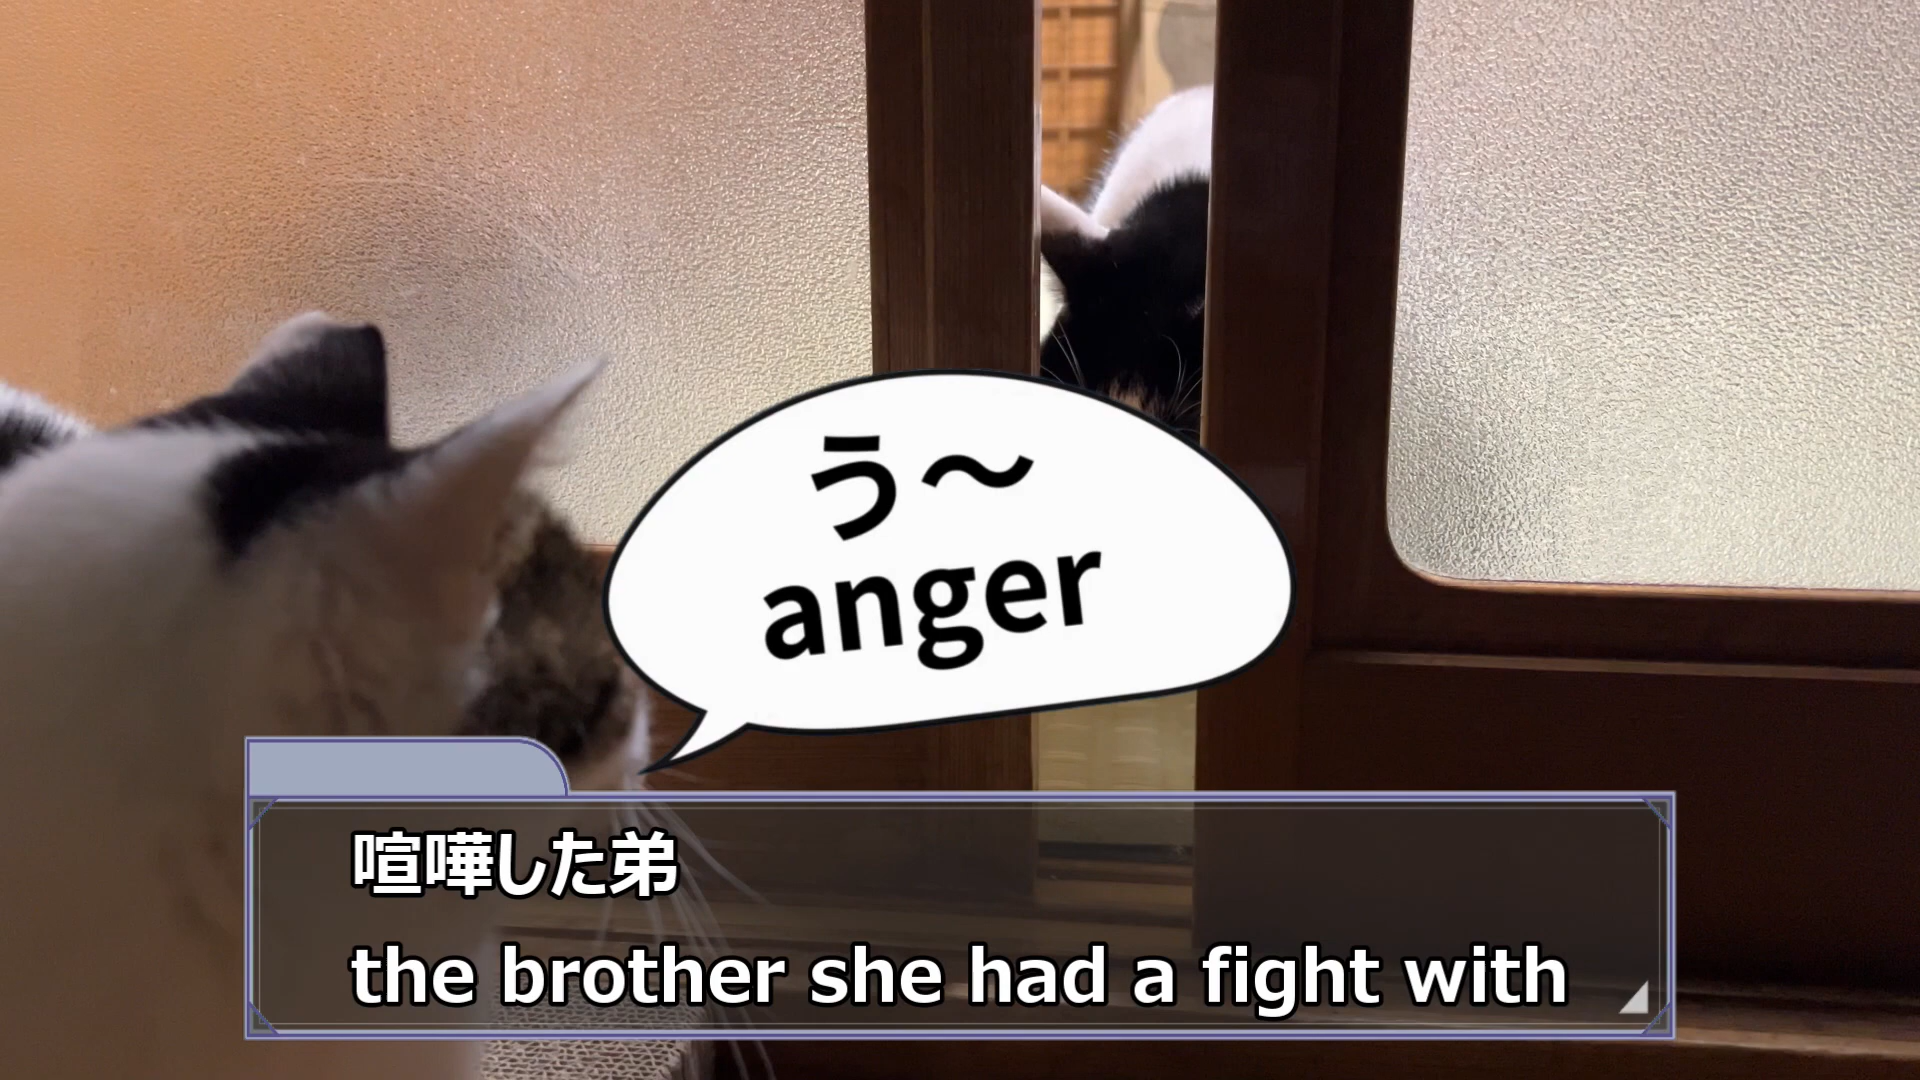 う～
anger
喧嘩した弟
the brother she had a fight with